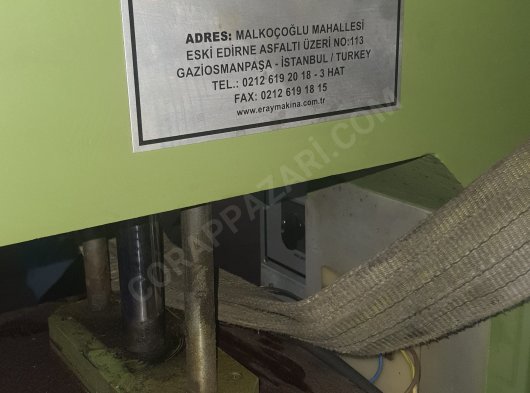 ADRES: MALKOÇOĞLU MAHALLESİ
ESKİ EDİRNE ASFALTI ÜZERİ NO:113
GAZİOSMANPAŞA - İSTANBUL / TURKEY
TEL.: 0212 619 20 18 - 3 HAT
FAX: 0212 619 18 15
www.eraymakina.com.tr
CORAPPAZARİ.COM